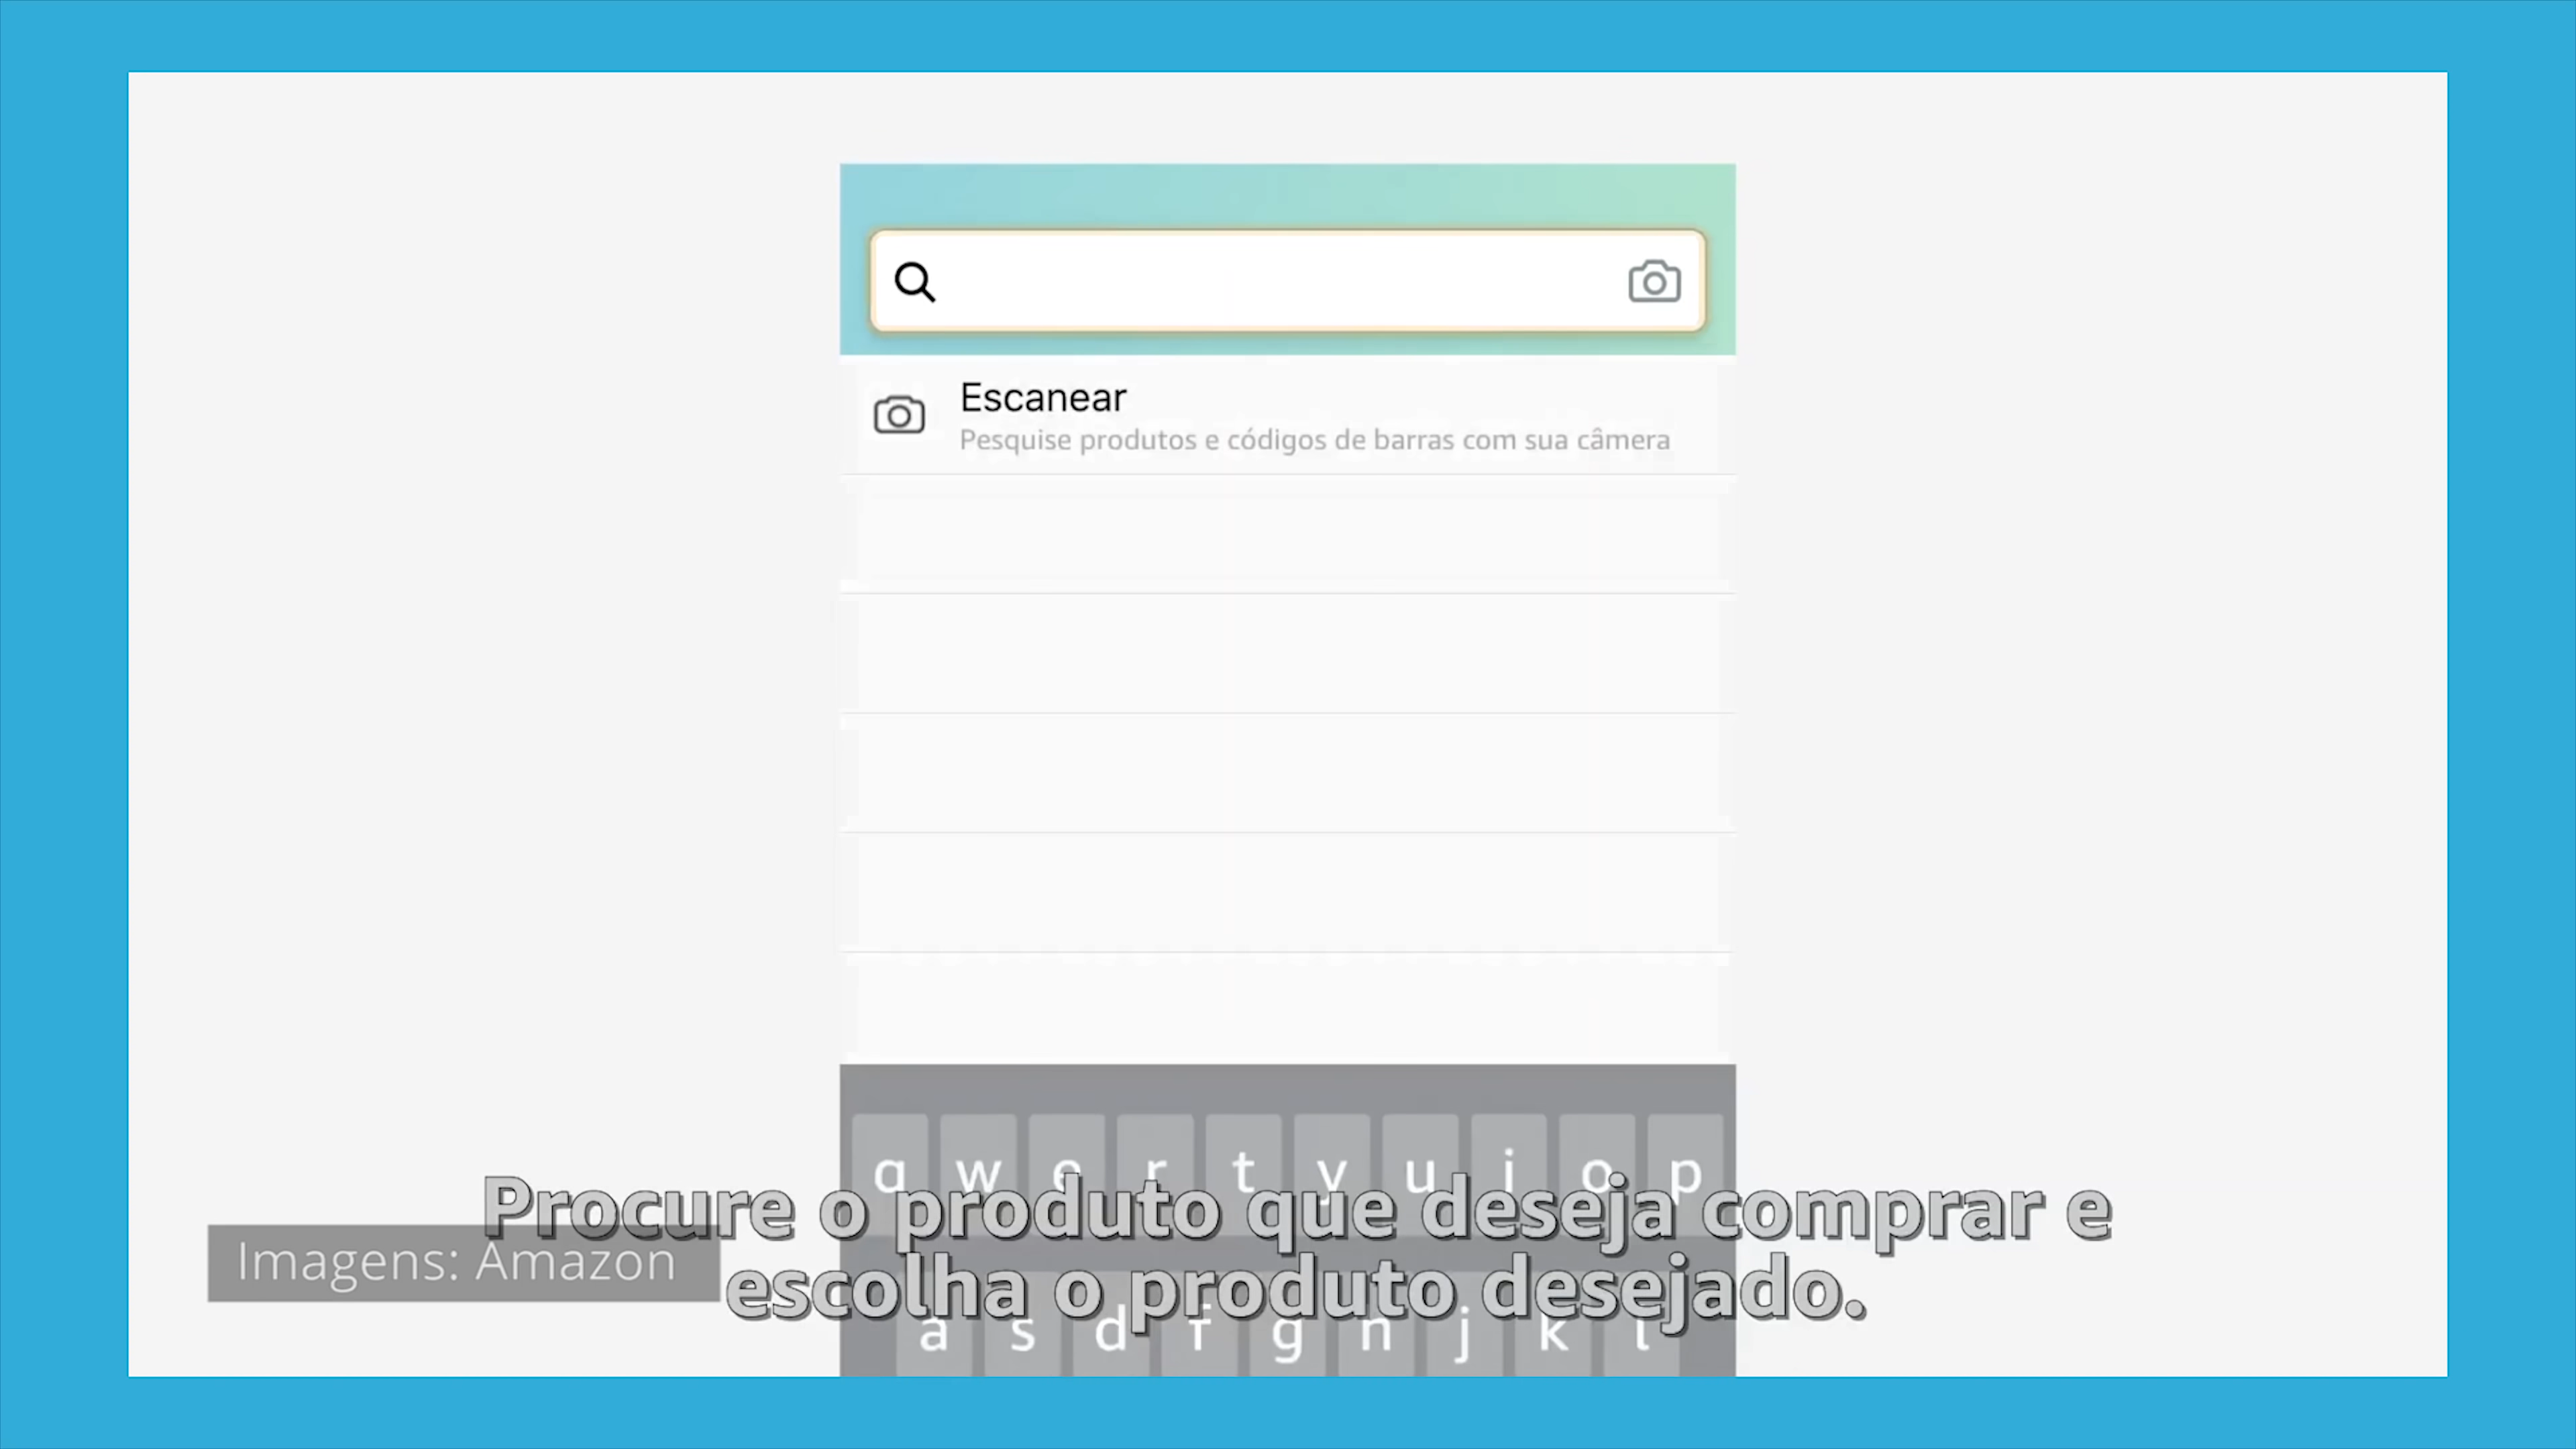 Escanear
Pesquise produtos e códigos de barras com sua câmera
q w e r t y u i o p
Procure o produto que deseja comprar e
Imagens: Amazon
escolha o produto desejado.
a s d f g h j k l